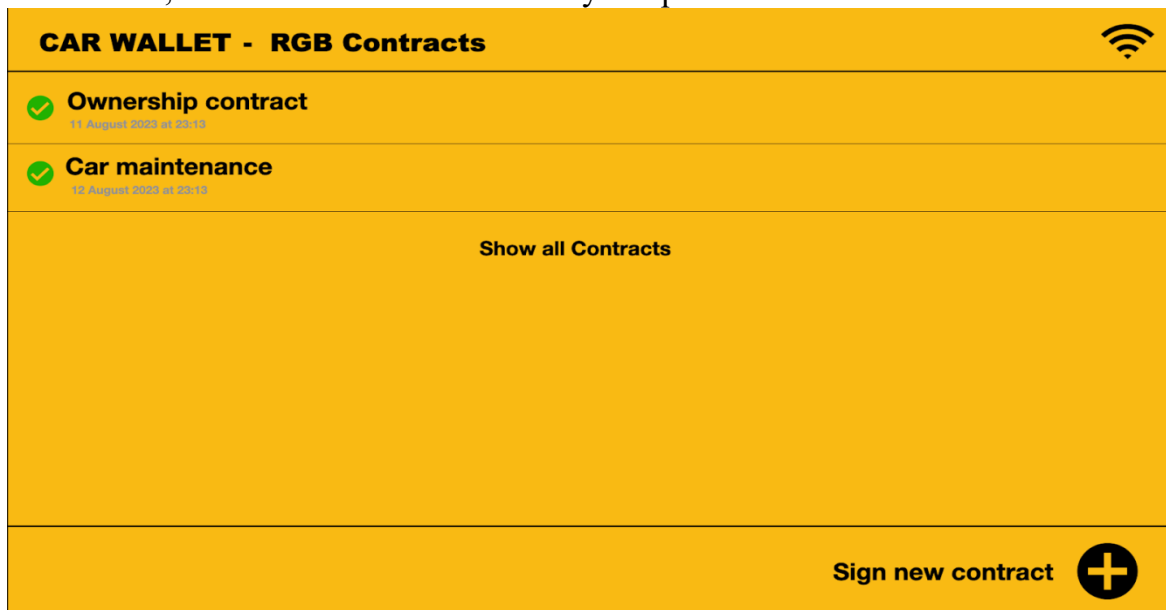 CAR WALLET - RGB Contracts
Ownership contract
11 August 2023 at 23:13
Car maintenance
12 August 2023 at 23:13
Show all Contracts
Sign new contract